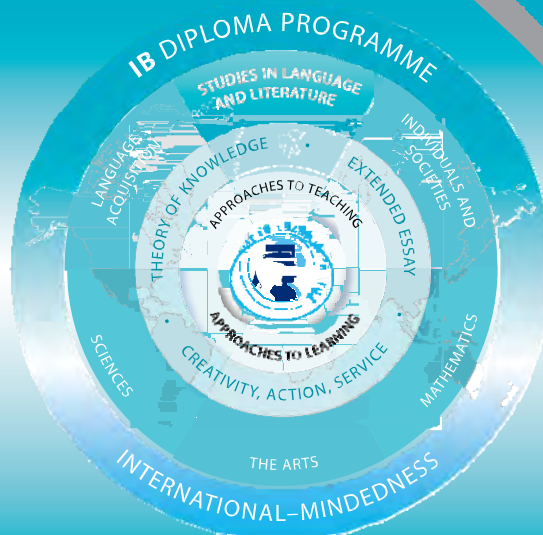 IB DIPLOMA PROGRAMME
STUDIES IN LANGUAGE
AND LITERATURE
LANGUAGE
ACQUISITION
INDIVIDUALS AND
SOCIETIES
THEORY OF KNOWLEDGE
EXTENDED ESSAY
APPROACHES TO TEACHING
APPROACHES TO LEARNING
CREATIVITY, ACTION, SERVICE
SCIENCES
MATHEMATICS
THE ARTS
INTERNATIONAL–MINDEDNESS